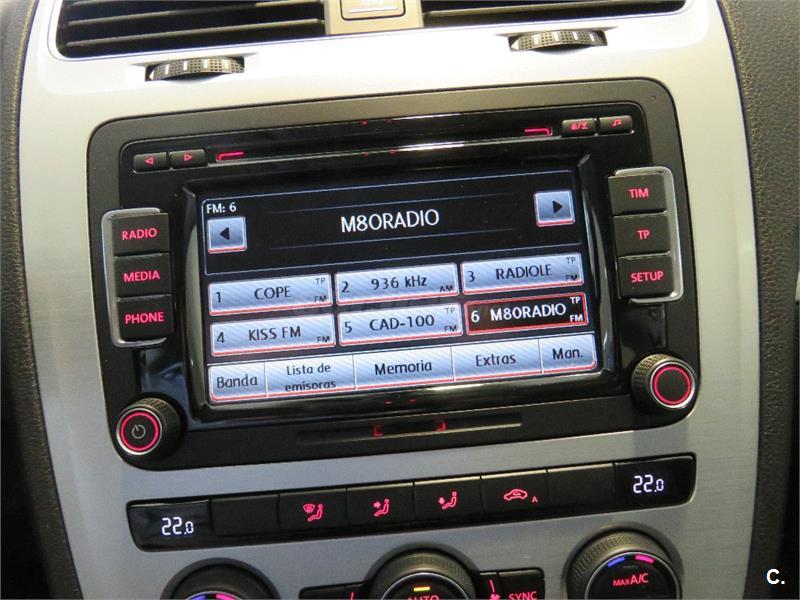 FM: 6
M80RADIO
1 COPE TP FM
2 936 kHz AM
3 RADIOLE TP FM
4 KISS FM FM
5 CAD-100 TP FM
6 M80RADIO TP FM
Banda
Lista de
emisoras
Memoria
Extras
Man.
RADIO
MEDIA
PHONE
TIM
TP
SETUP
22.0
A
22.0
AUTO
SYNC
MAX A/C
C.